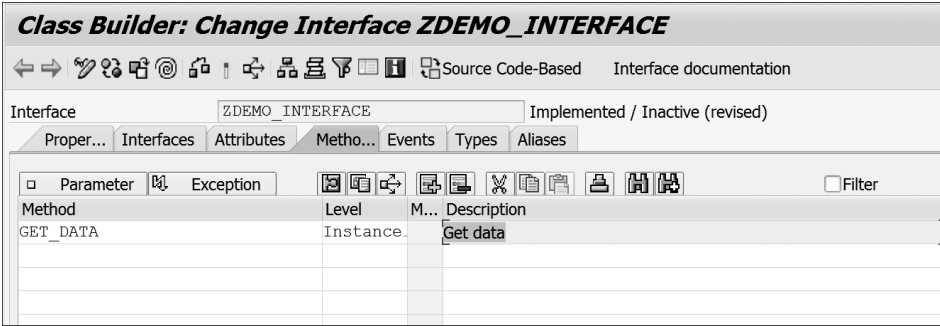 Class Builder: Change Interface ZDEMO_INTERFACE
Source Code-Based Interface documentation
Interface ZDEMO_INTERFACE Implemented / Inactive (revised)
Proper... Interfaces Attributes Metho... Events Types Aliases
Parameter Exception Filter
Method Level M... Description
GET_DATA Instance. Get data